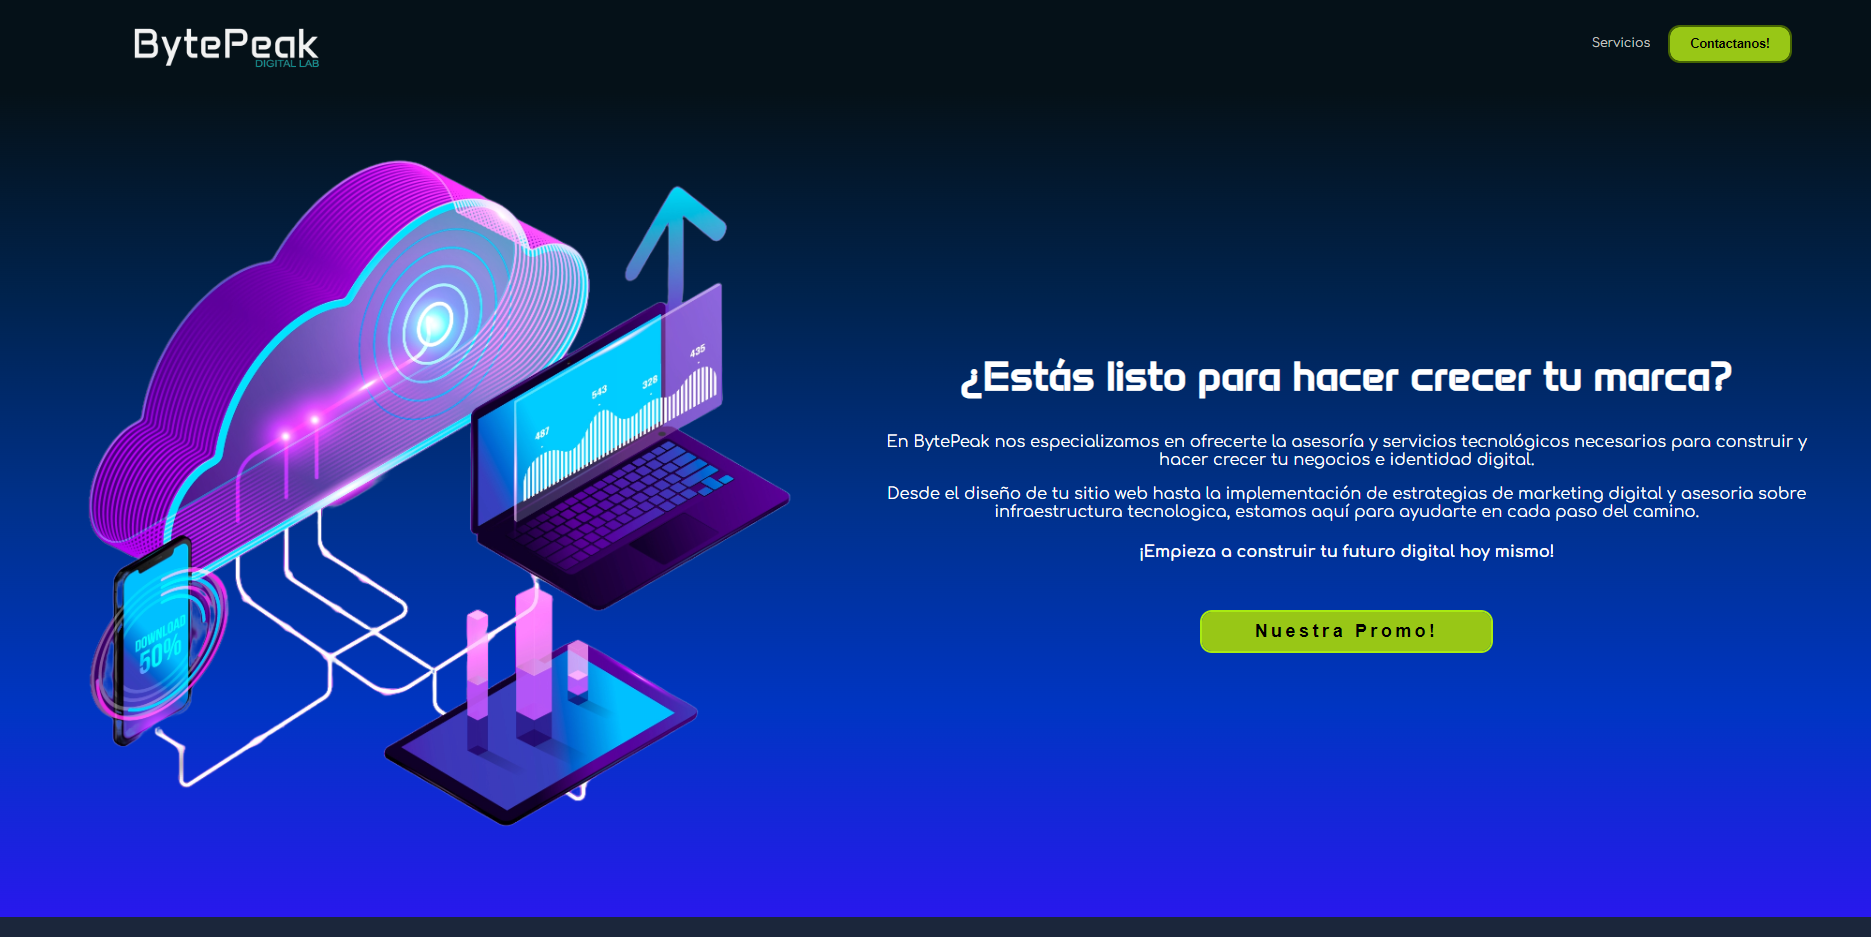 BytePeak
DIGITAL LAB
Servicios
Contactanos!
¿Estás listo para hacer crecer tu marca?
En BytePeak nos especializamos en ofrecerte la asesoría y servicios tecnológicos necesarios para construir y
hacer crecer tu negocios e identidad digital.
Desde el diseño de tu sitio web hasta la implementación de estrategias de marketing digital y asesoria sobre
infraestructura tecnologica, estamos aquí para ayudarte en cada paso del camino.
¡Empieza a construir tu futuro digital hoy mismo!
Nuestra Promo!
487
543
328
435
DOWNLOAD
50%